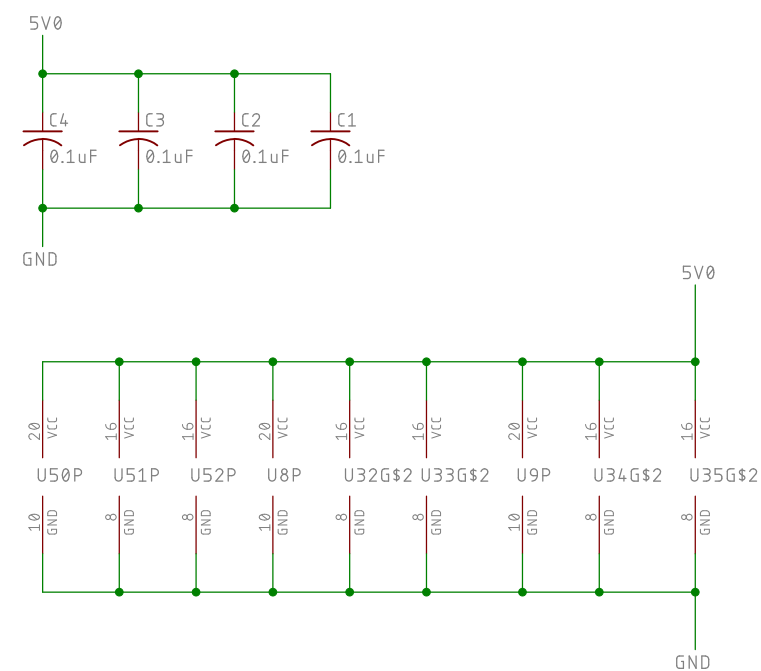 5V0
C4 C3 C2 C1
0.1uF 0.1uF 0.1uF 0.1uF
GND
5V0
20 VCC 16 VCC 16 VCC 20 VCC 16 VCC 16 VCC 20 VCC 16 VCC 16 VCC
U50P U51P U52P U8P U32G$2 U33G$2 U9P U34G$2 U35G$2
10 GND 8 GND 8 GND 10 GND 8 GND 8 GND 10 GND 8 GND 8 GND
GND